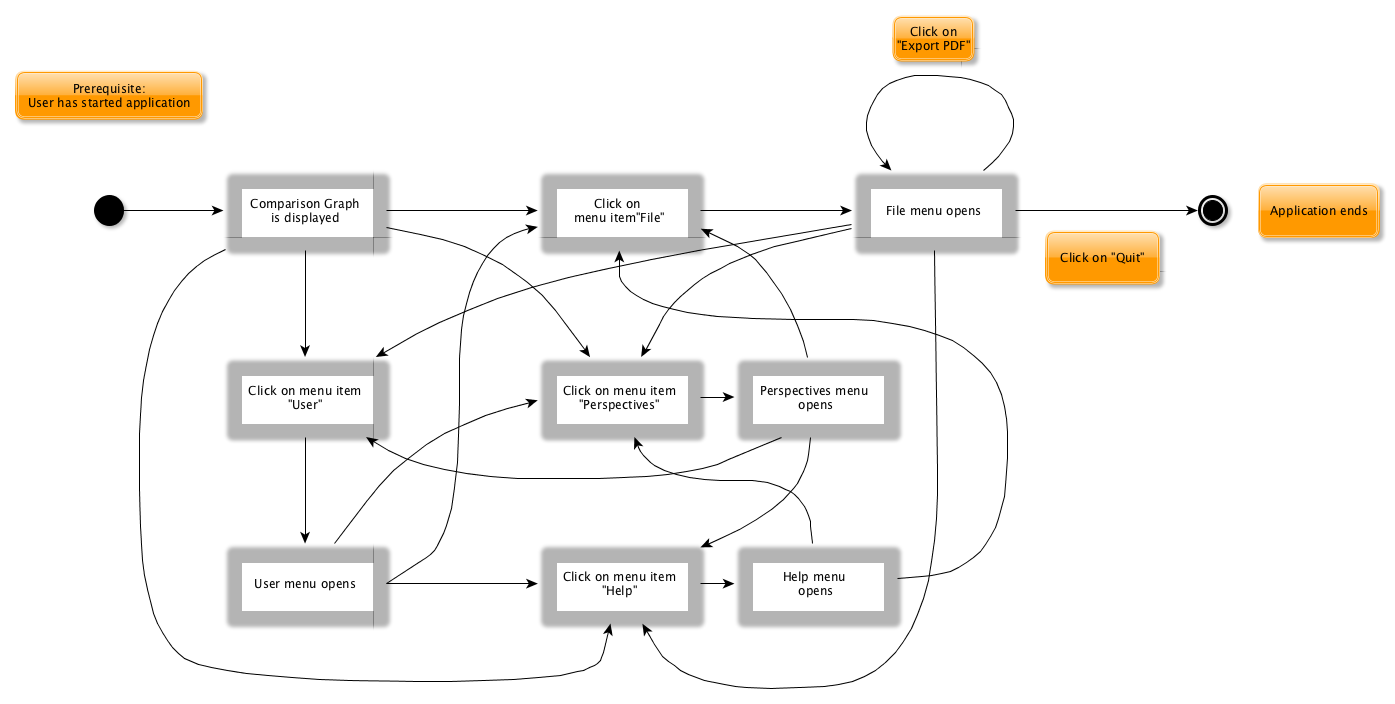 Click on
"Export PDF"
Prerequisite:
User has started application
Comparison Graph
is displayed
Click on
menu item"File"
File menu opens
Application ends
Click on "Quit"
Click on menu item
"User"
Click on menu item
"Perspectives"
Perspectives menu
opens
User menu opens
Click on menu item
"Help"
Help menu
opens